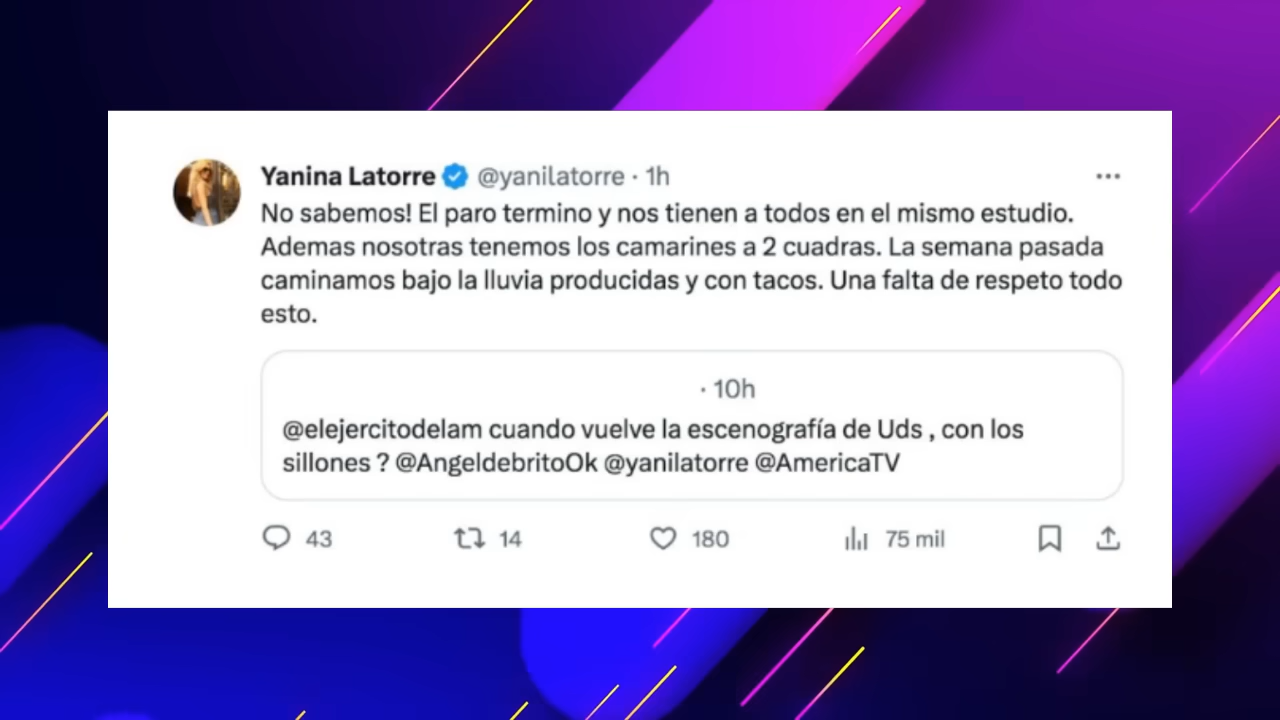 Yanina Latorre @yanilatorre · 1h
No sabemos! El paro termino y nos tienen a todos en el mismo estudio.
Ademas nosotras tenemos los camarines a 2 cuadras. La semana pasada
caminamos bajo la lluvia producidas y con tacos. Una falta de respeto todo
esto.
· 10h
@elejercitodelam cuando vuelve la escenografía de Uds , con los
sillones ? @AngeldebritoOk @yanilatorre @AmericaTV
43 14 180 75 mil